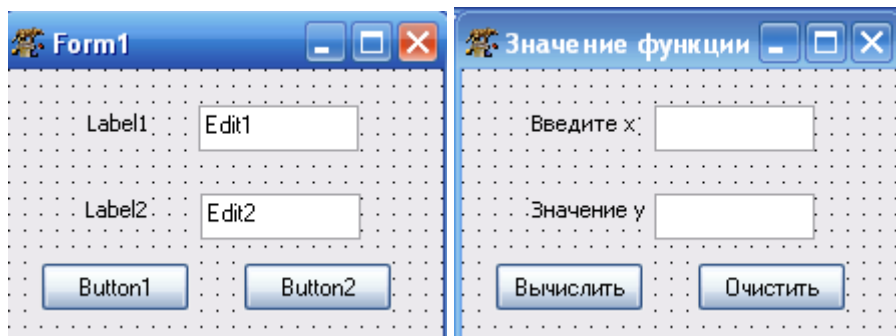 Form1
Label1
Edit1
Label2
Edit2
Button1
Button2
Значение функции
Введите x
Значение y
Вычислить
Очистить